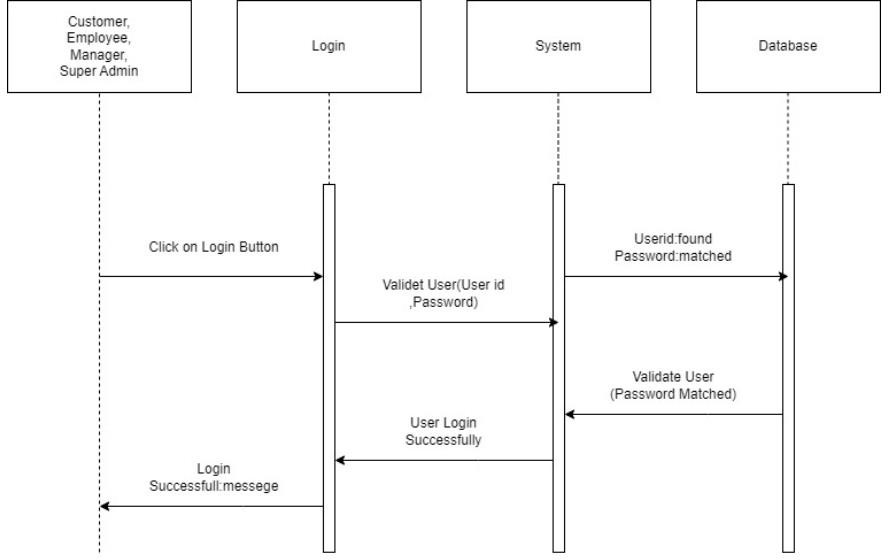 Customer,
Employee,
Manager,
Super Admin
Login
System
Database
Click on Login Button
Userid:found
Password:matched
Validet User(User id
,Password)
Validate User
(Password Matched)
User Login
Successfully
Login
Successfull:messege